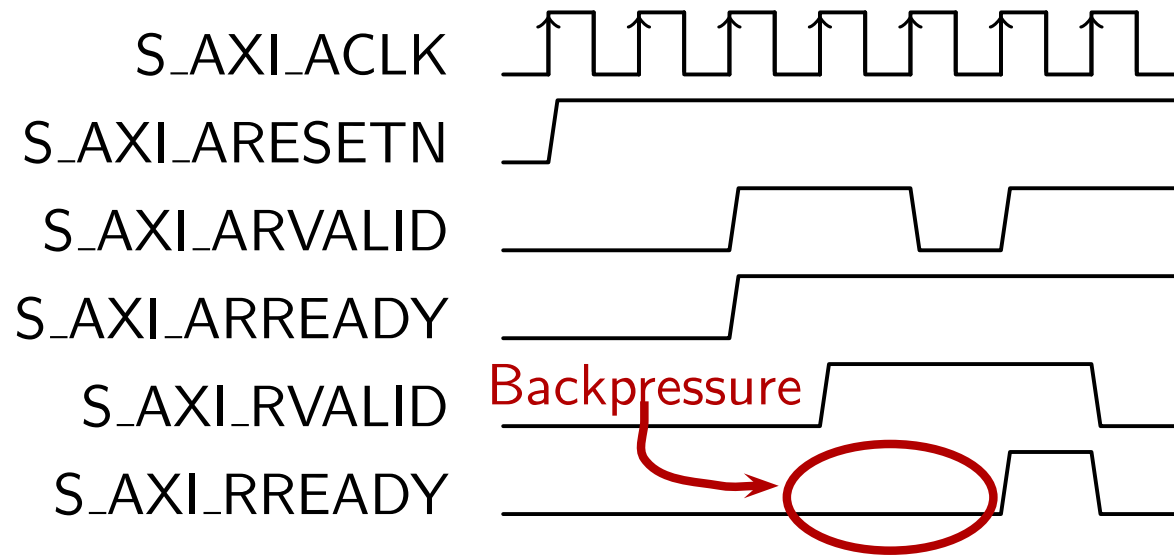 S_AXI_ACLK
S_AXI_ARESETN
S_AXI_ARVALID
S_AXI_ARREADY
Backpressure
S_AXI_RVALID
S_AXI_RREADY